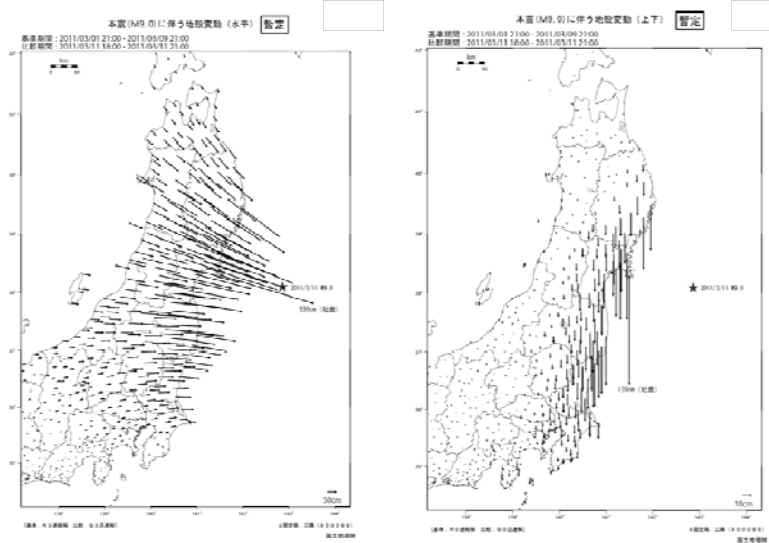 本震(M9.0)に伴う地殻変動(水平)
暫定
基準期間:2011/03/01 21:00-2011/03/09 21:00
比較期間:2011/03/11 18:00-2011/03/11 21:00
km
2011/3/11 M9.0
530cm(牡鹿)
50cm
国土地理院
本震(M9.0)に伴う地殻変動(上下)
暫定
基準期間:2011/03/01 21:00-2011/03/09 21:00
比較期間:2011/03/11 18:00-2011/03/11 21:00
km
2011/3/11 M9.0
120cm(牡鹿)
10cm
国土地理院